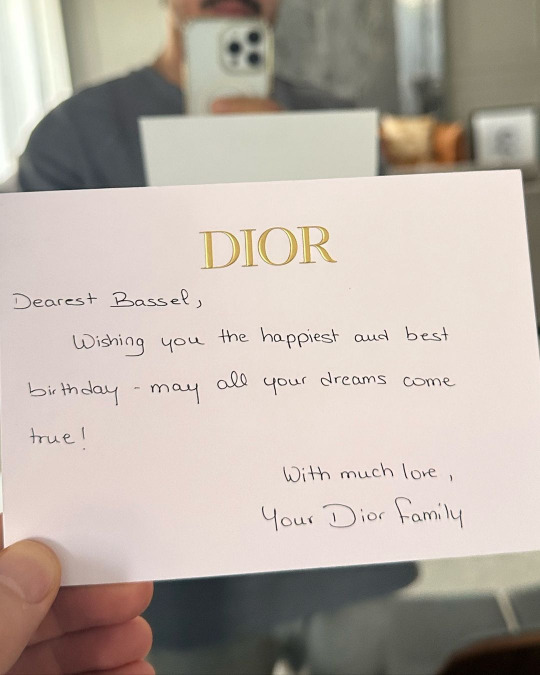 DIOR
Dearest Bassel,
Wishing you the happiest and best
birthday - may all your dreams come
true!
With much love,
Your Dior family